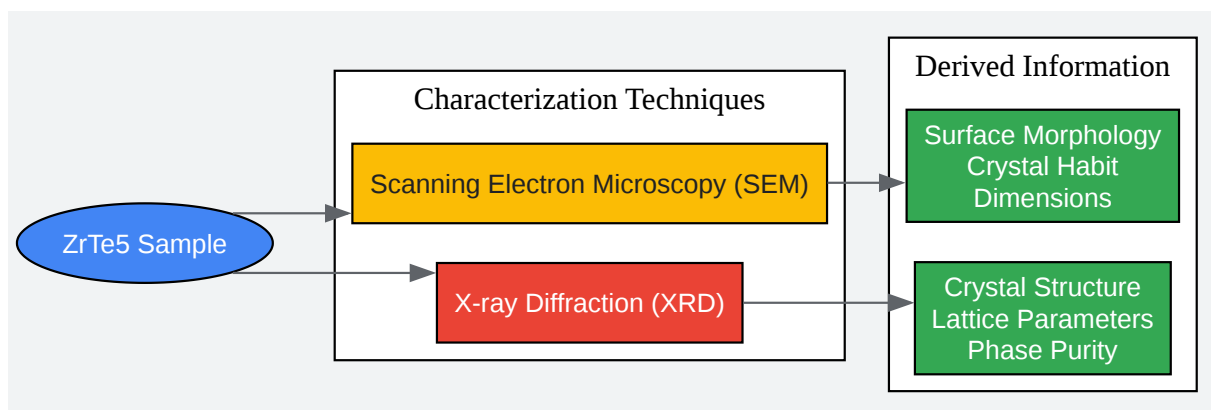 ZrTe5 Sample
Characterization Techniques
Scanning Electron Microscopy (SEM)
X-ray Diffraction (XRD)
Derived Information
Surface Morphology
Crystal Habit
Dimensions
Crystal Structure
Lattice Parameters
Phase Purity